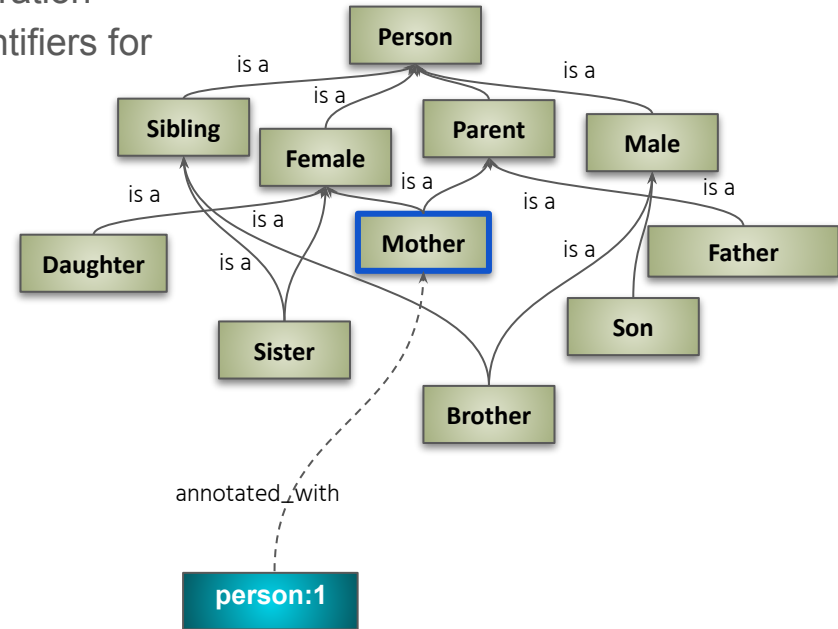 ntifiers for
Person
is a
is a
is a
Sibling
Female
Parent
Male
is a
is a
is a
is a
is a
is a
is a
Daughter
Mother
Father
Sister
Son
Brother
annotated_with
person:1